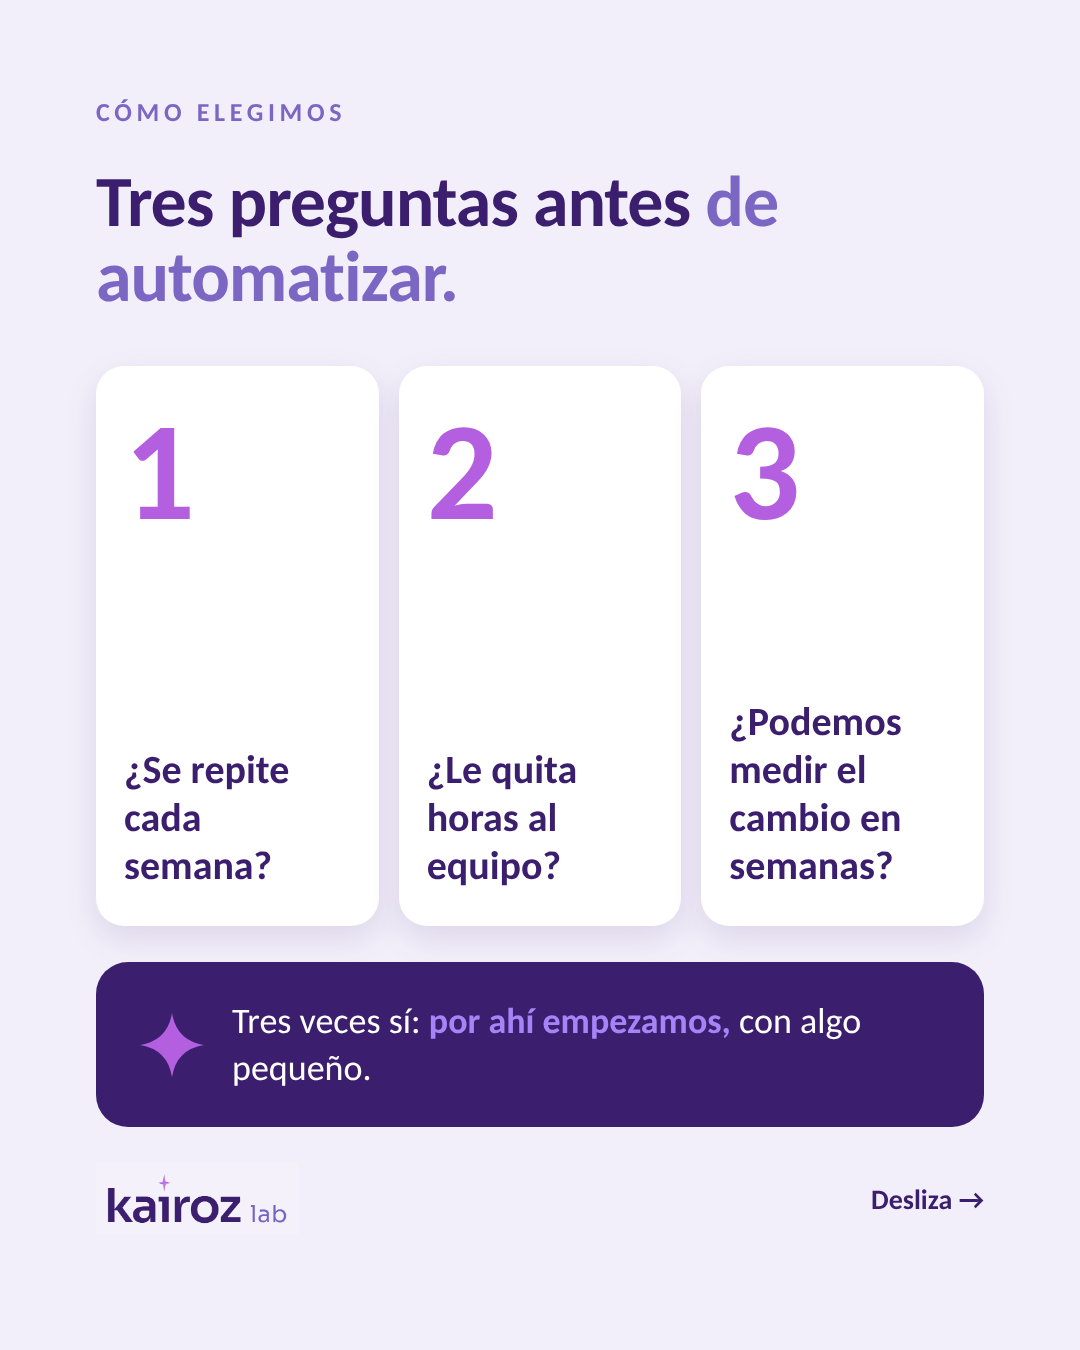 CÓMO ELEGIMOS
Tres preguntas antes de
automatizar.
1
¿Se repite
cada
semana?
2
¿Le quita
horas al
equipo?
3
¿Podemos
medir el
cambio en
semanas?
Tres veces sí: por ahí empezamos, con algo
pequeño.
kairoz lab
Desliza →